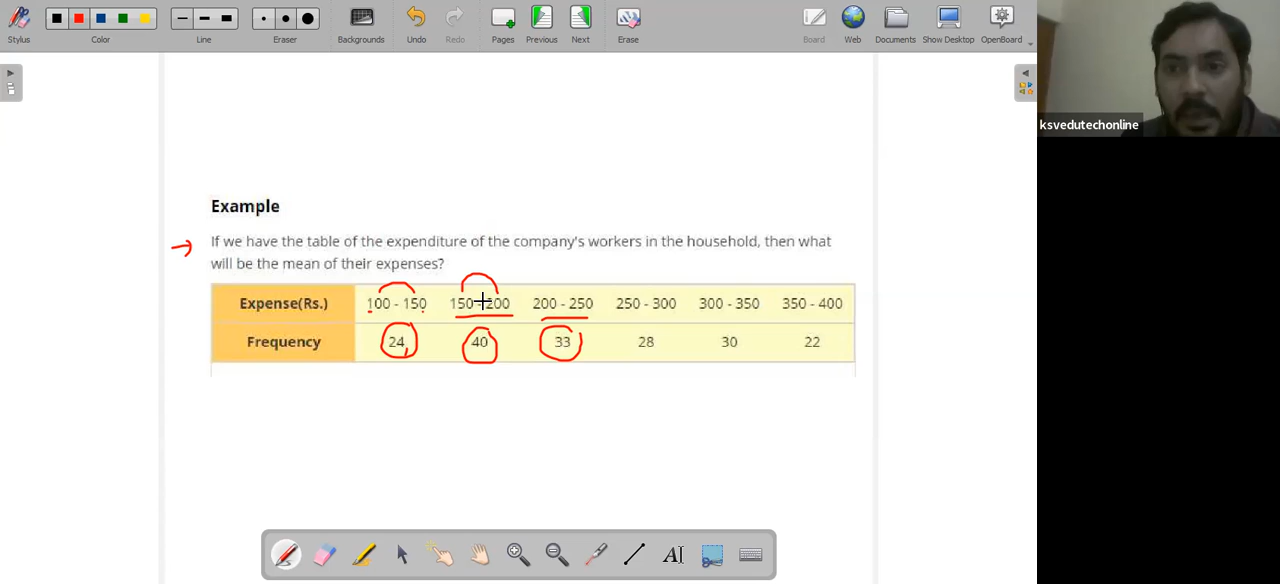 Stylus Color Line Eraser Backgrounds Undo Redo Pages Previous Next Erase Board Web Documents Show Desktop OpenBoard
ksvedutechonline
Example
If we have the table of the expenditure of the company's workers in the household, then what
will be the mean of their expenses?
Expense(Rs.) 100 - 150 150 - 200 200 - 250 250 - 300 300 - 350 350 - 400
Frequency 24 40 33 28 30 22
AI